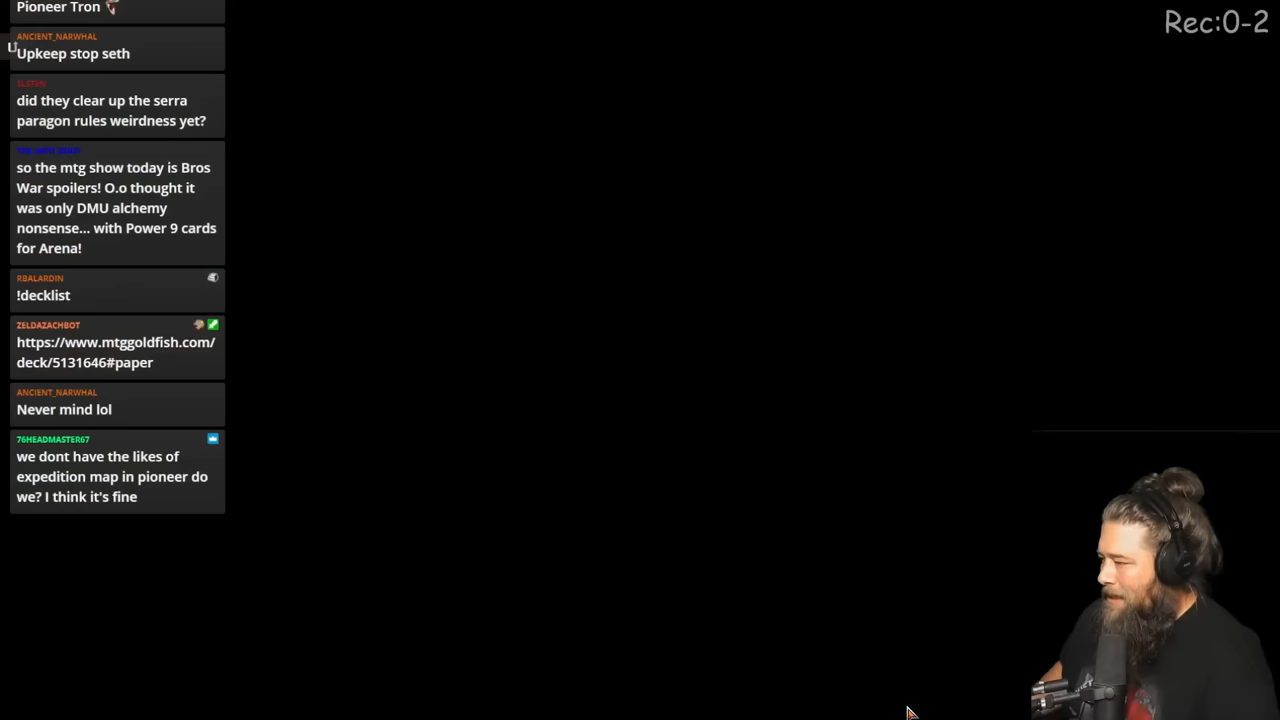 Rec:0-2
Pioneer Tron
ANCIENT_NARWHAL
Upkeep stop seth
did they clear up the serra
paragon rules weirdness yet?
so the mtg show today is Bros
War spoilers! O.o thought it
was only DMU alchemy
nonsense... with Power 9 cards
for Arena!
RBALARDIN
!decklist
ZELDAZACHBOT
https://www.mtggoldfish.com/
deck/5131646#paper
ANCIENT_NARWHAL
Never mind lol
76HEADMASTER67
we dont have the likes of
expedition map in pioneer do
we? I think it's fine